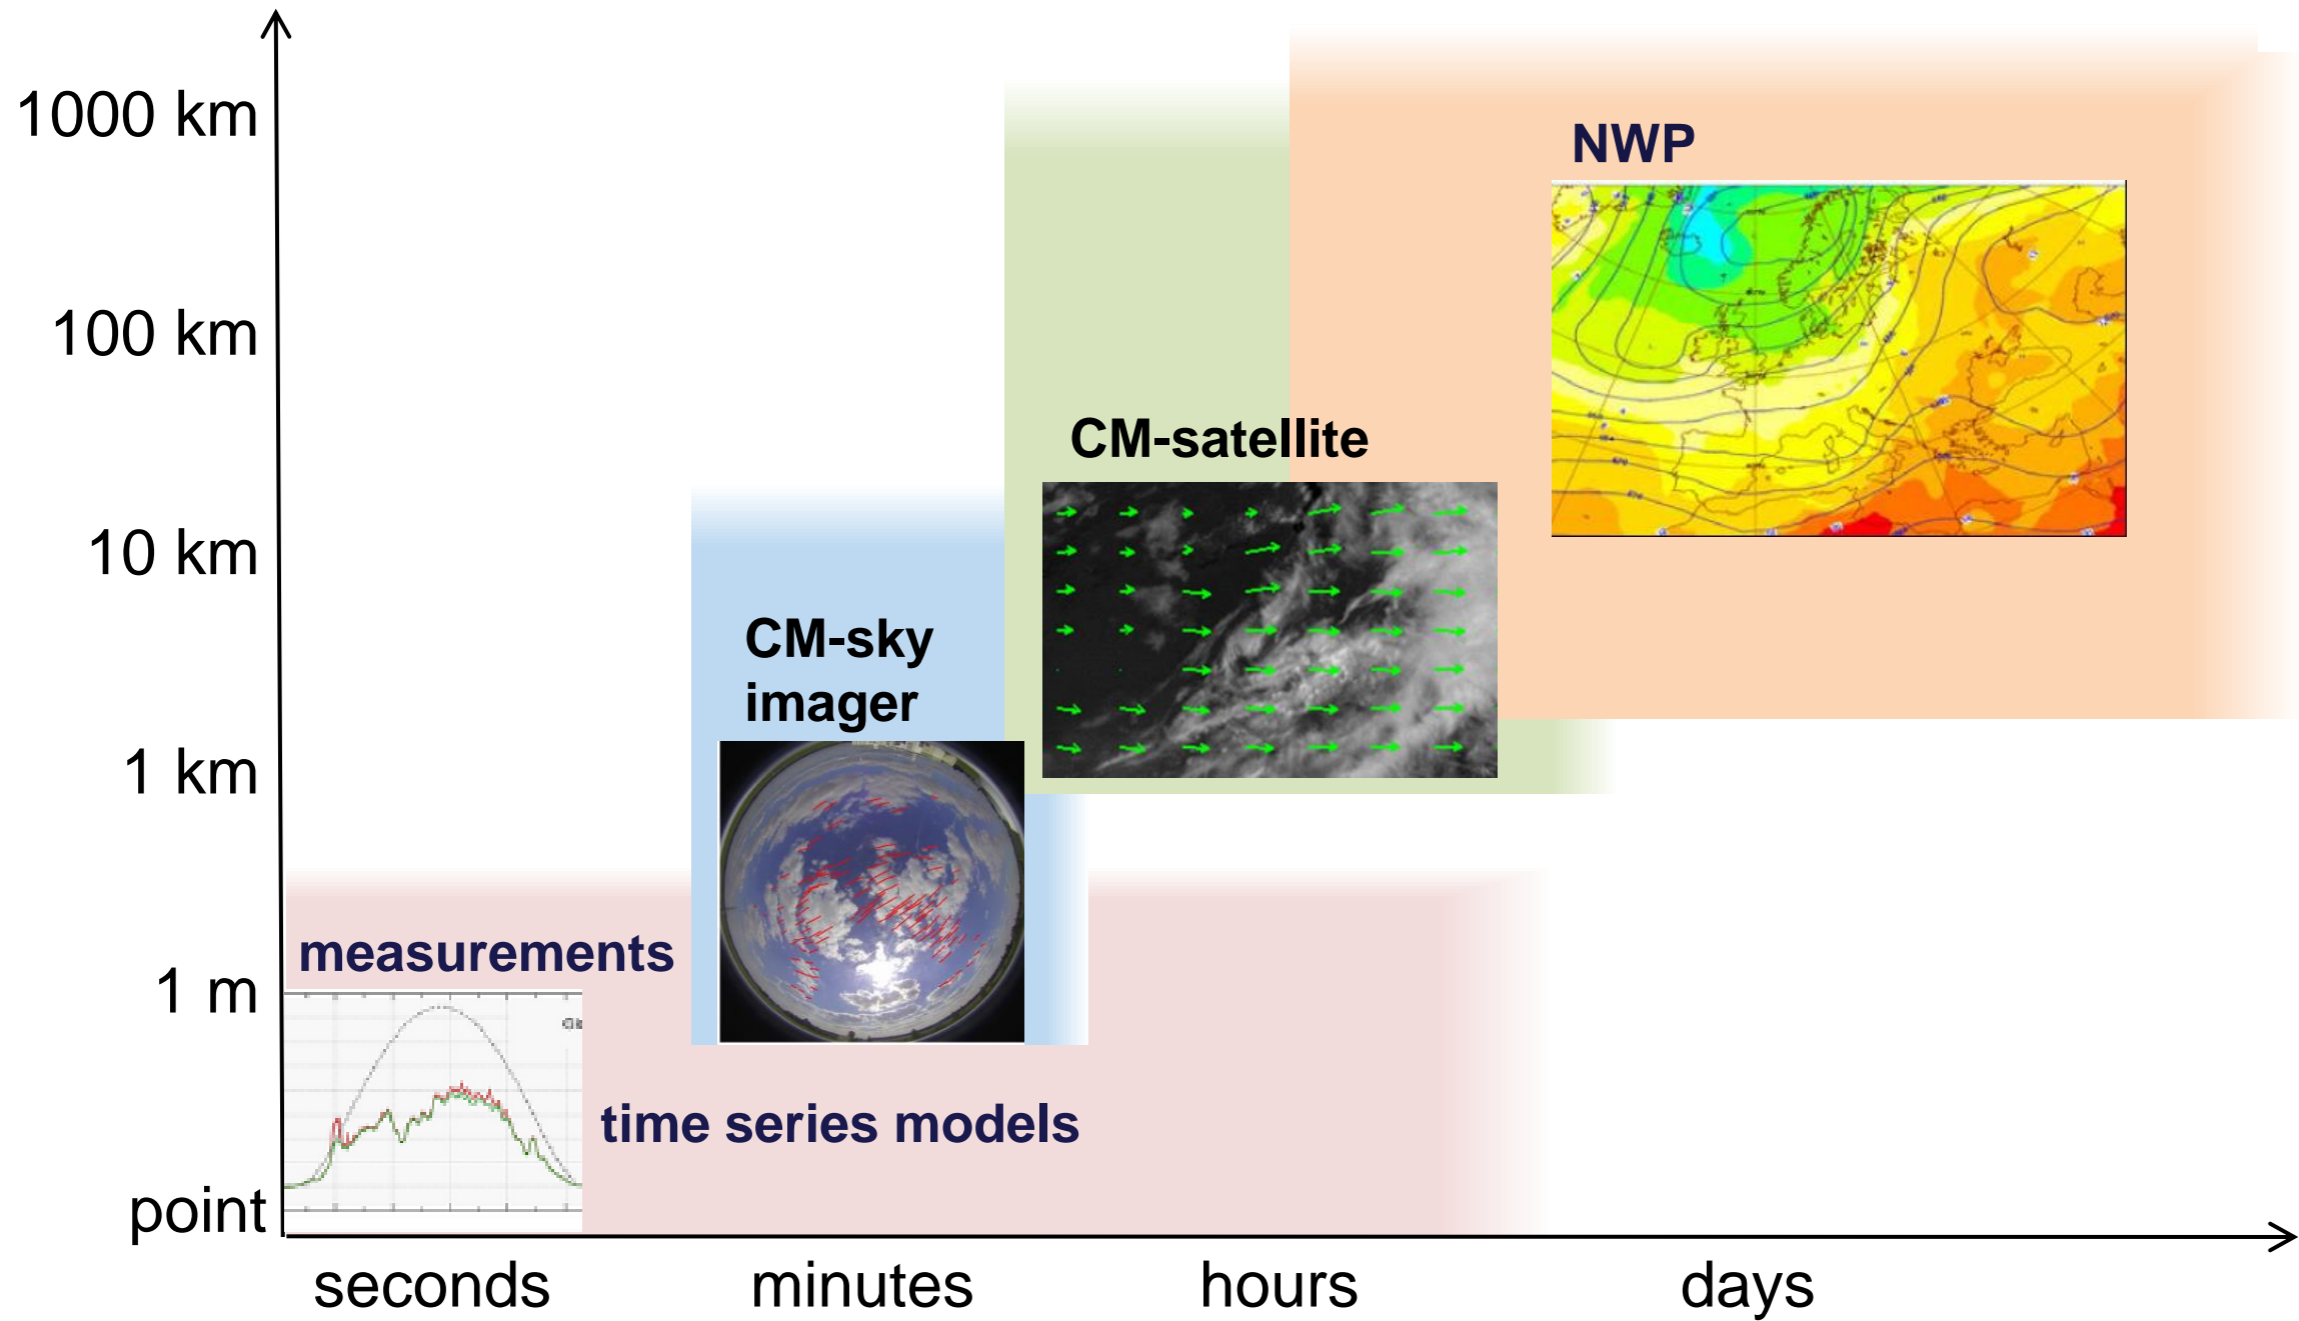 1000 km
NWP
100 km
CM-satellite
10 km
CM-sky
imager
1 km
measurements
1 m
time series models
point
seconds minutes hours days